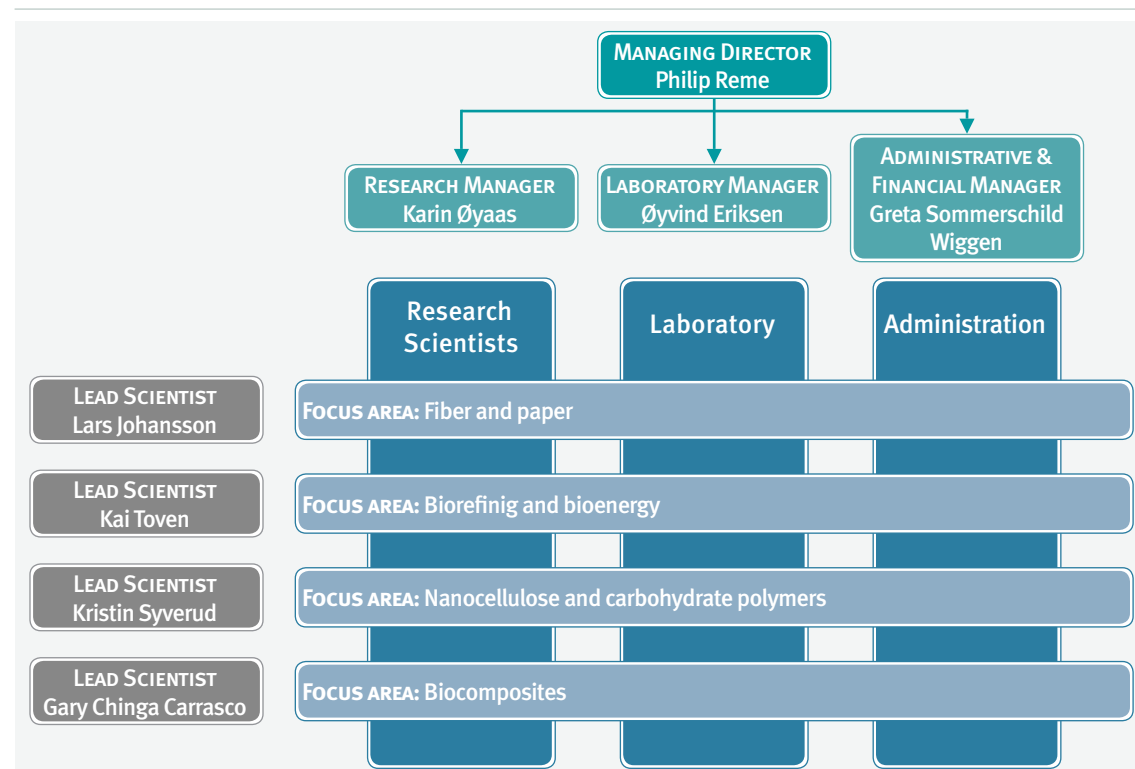 MANAGING DIRECTOR
Philip Reme
RESEARCH MANAGER
Karin Øyaas
LABORATORY MANAGER
Øyvind Eriksen
ADMINISTRATIVE &
FINANCIAL MANAGER
Greta Sommerschild
Wiggen
Research
Scientists
Laboratory
Administration
LEAD SCIENTIST
Lars Johansson
FOCUS AREA: Fiber and paper
LEAD SCIENTIST
Kai Toven
FOCUS AREA: Biorefinig and bioenergy
LEAD SCIENTIST
Kristin Syverud
FOCUS AREA: Nanocellulose and carbohydrate polymers
LEAD SCIENTIST
Gary Chinga Carrasco
FOCUS AREA: Biocomposites